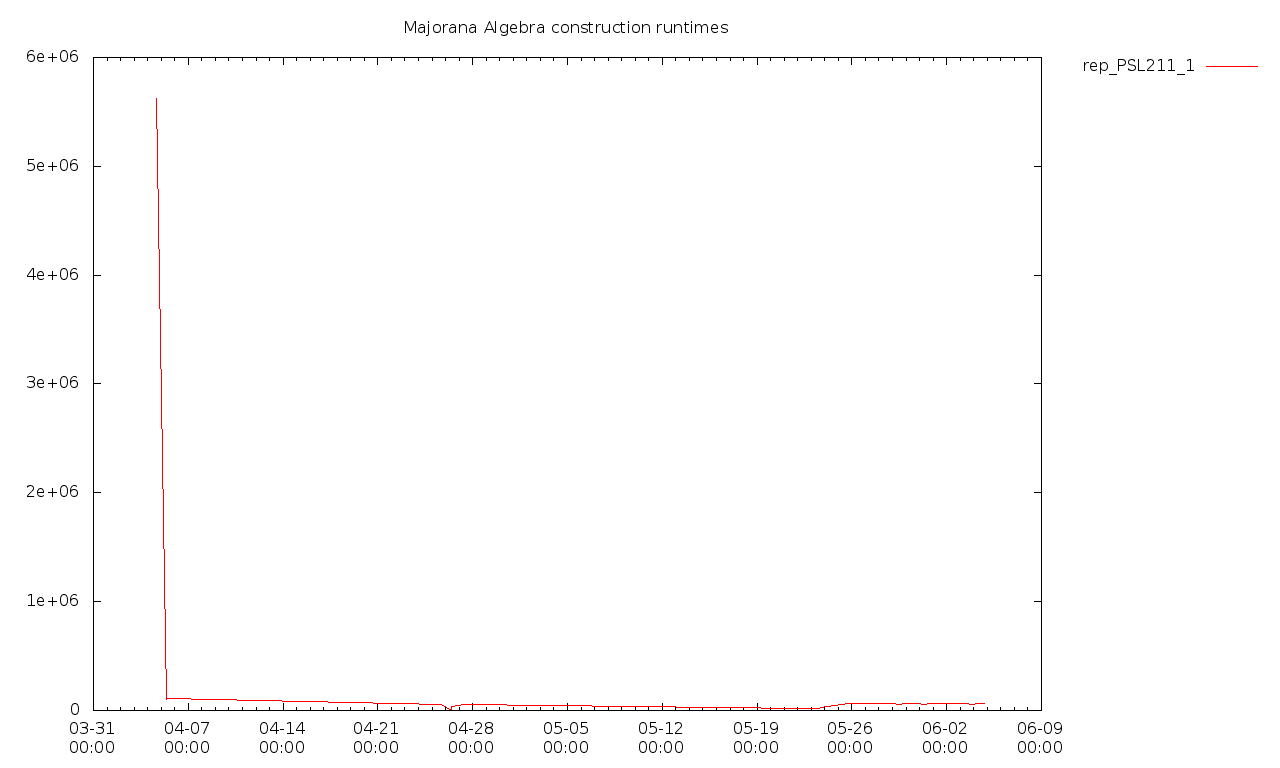 Majorana Algebra construction runtimes
rep_PSL211_1
6e+06
5e+06
4e+06
3e+06
2e+06
1e+06
0
03-31 04-07 04-14 04-21 04-28 05-05 05-12 05-19 05-26 06-02 06-09
00:00 00:00 00:00 00:00 00:00 00:00 00:00 00:00 00:00 00:00 00:00